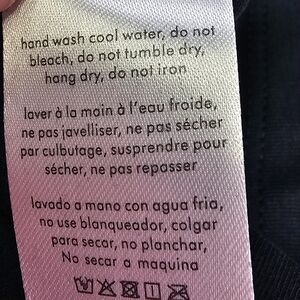 hand wash cool water, do not
bleach, do not tumble dry,
hang dry, do not iron
laver à la main à l'eau froide,
ne pas javelliser, ne pas sécher
par culbutage, susprendre pour
sécher, ne pas repasser
lavado a mano con agua fria,
no use blanqueador, colgar
para secar, no planchar,
No secar a maquina